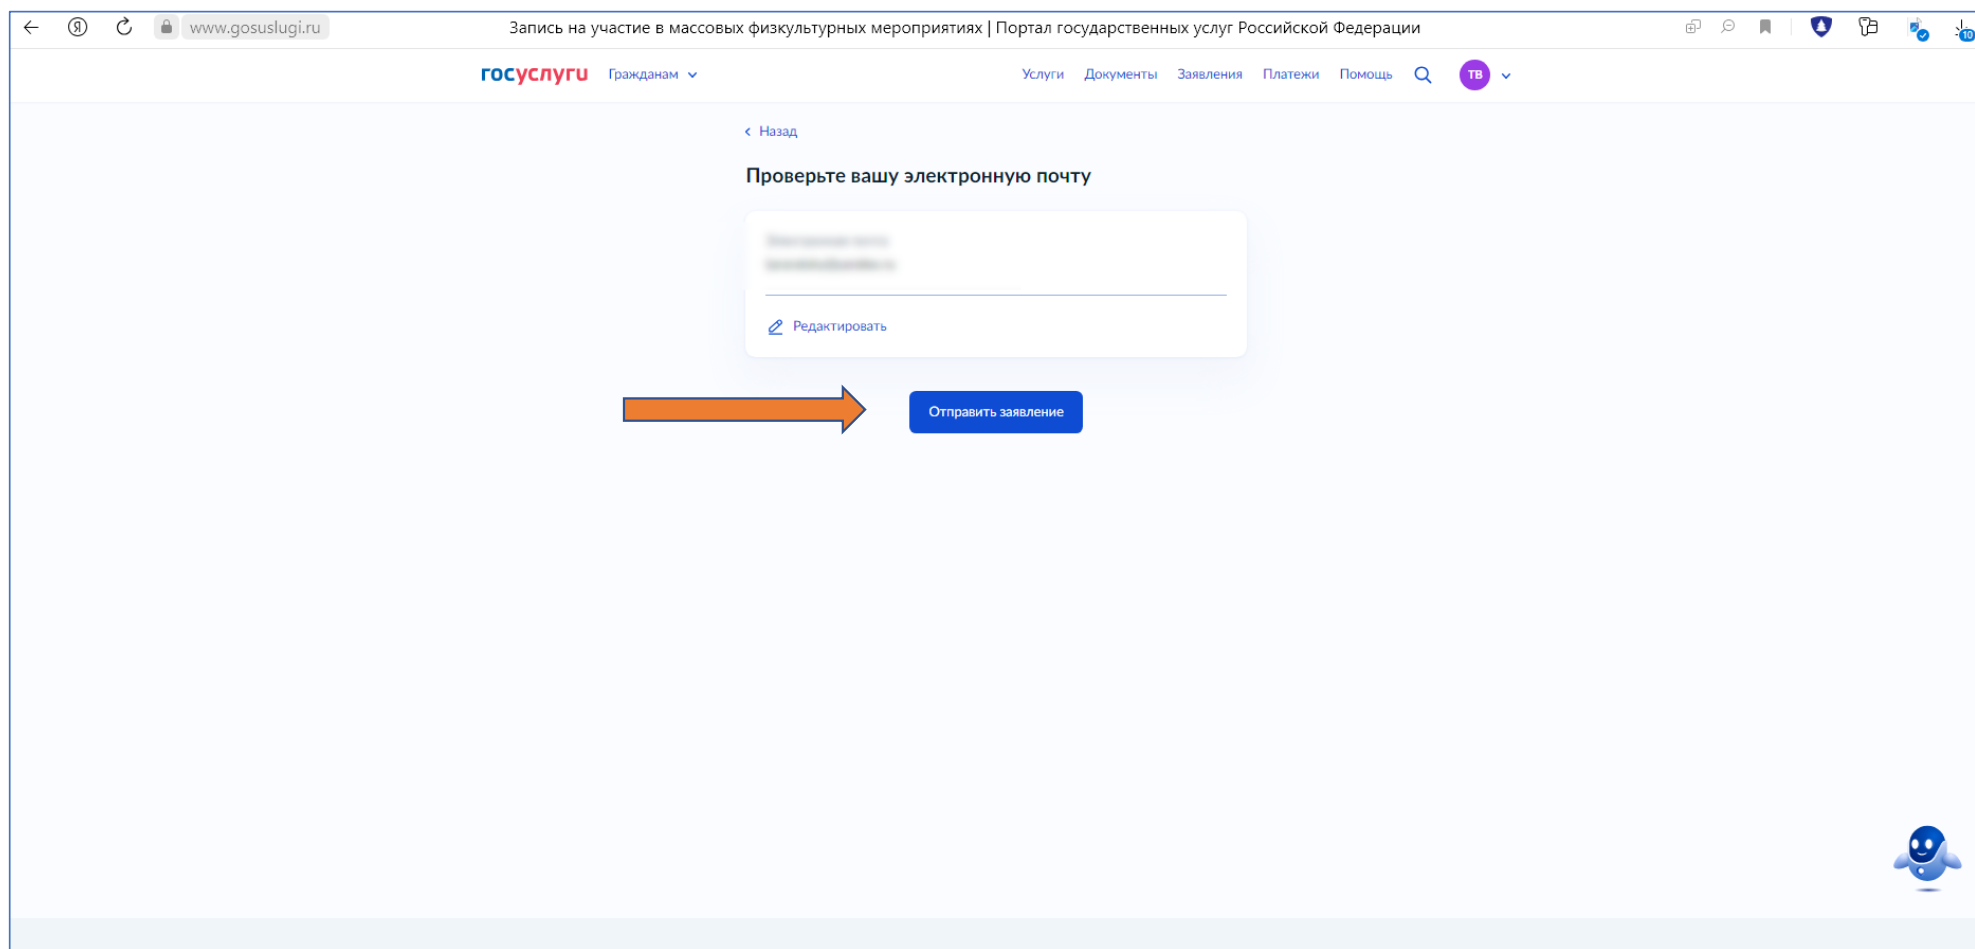 www.gosuslugi.ru Запись на участие в массовых физкультурных мероприятиях | Портал государственных услуг Российской Федерации 10
госуслуги Гражданам Услуги Документы Заявления Платежи Помощь ТВ
Назад
Проверьте вашу электронную почту
Редактировать
Отправить заявление